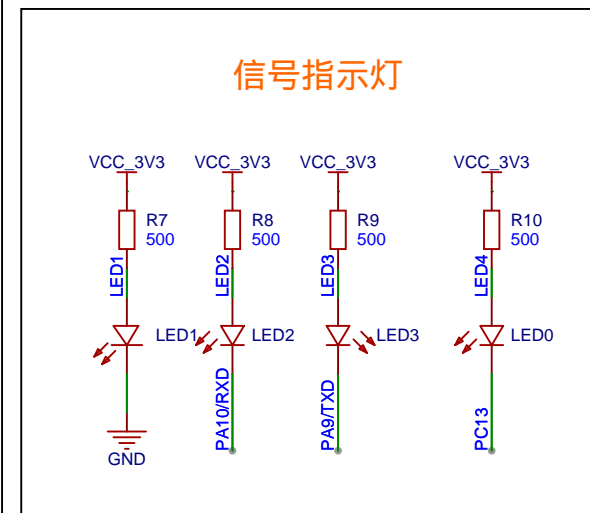 信号指示灯
VCC_3V3
VCC_3V3
VCC_3V3
VCC_3V3
R7
500
R8
500
R9
500
R10
500
LED1
LED2
LED3
LED4
LED1
LED2
LED3
LED0
PA10/RXD
PA9/TXD
PC13
GND